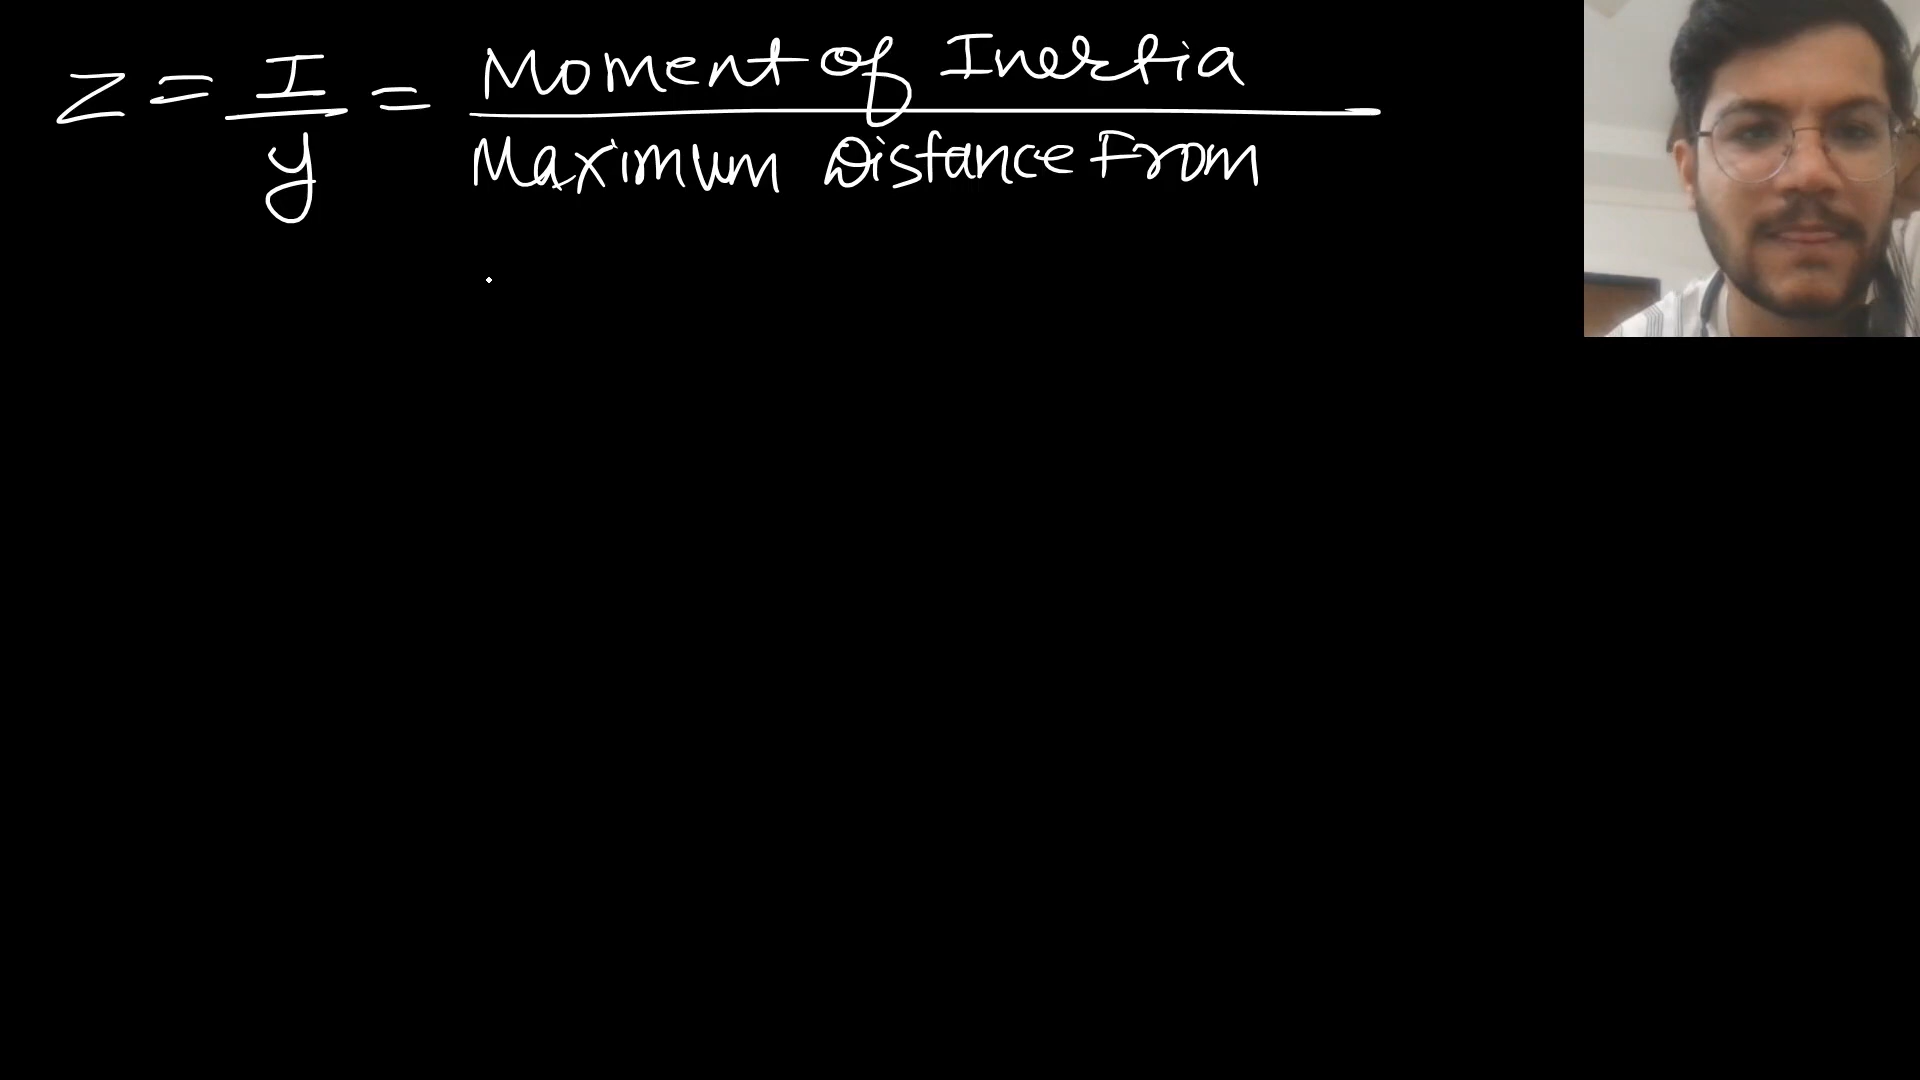 Z = I/y = Moment of Inertia
Maximum Distance From